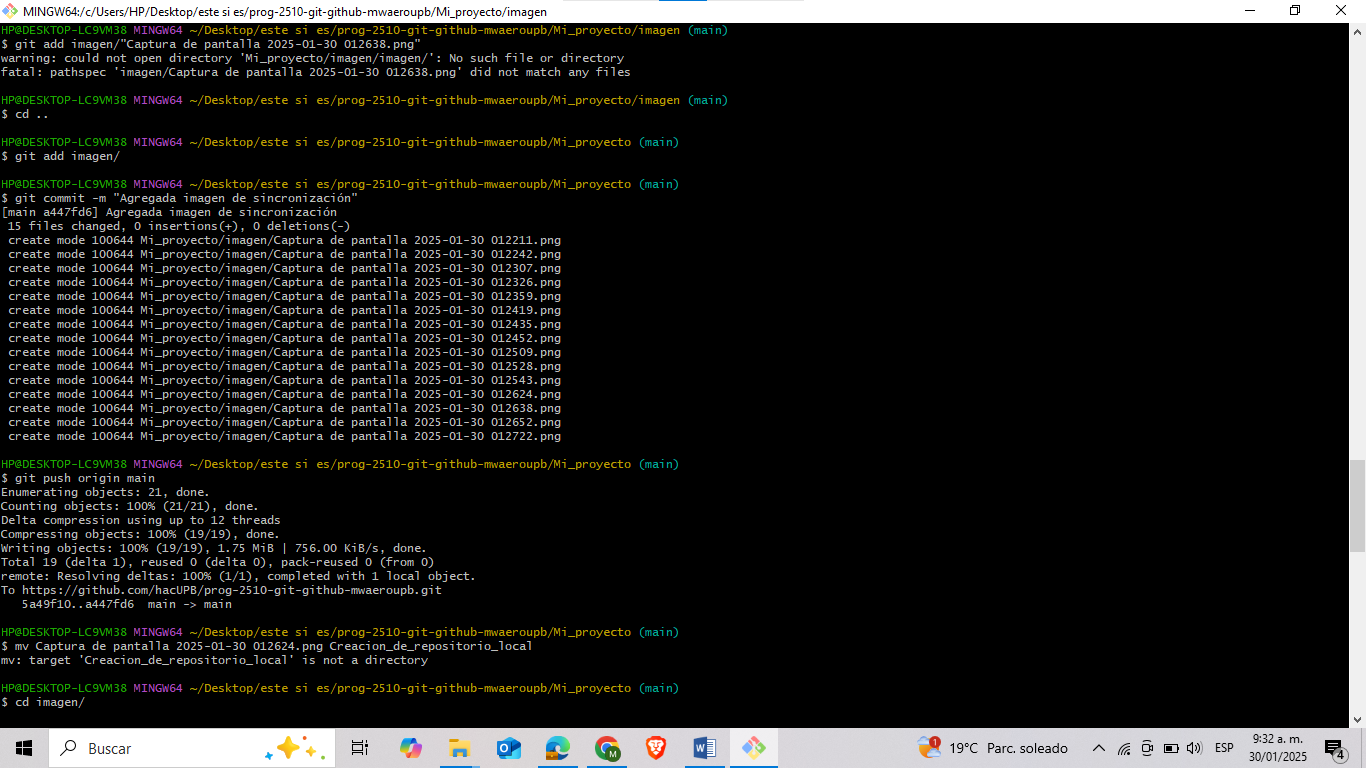 MINGW64:/c/Users/HP/Desktop/este si es/prog-2510-git-github-mwaeroupb/Mi_proyecto/imagen
HP@DESKTOP-LC9VM38 MINGW64 ~/Desktop/este si es/prog-2510-git-github-mwaeroupb/Mi_proyecto/imagen (main)
$ git add imagen/"Captura de pantalla 2025-01-30 012638.png"
warning: could not open directory 'Mi_proyecto/imagen/imagen/': No such file or directory
fatal: pathspec 'imagen/Captura de pantalla 2025-01-30 012638.png' did not match any files
HP@DESKTOP-LC9VM38 MINGW64 ~/Desktop/este si es/prog-2510-git-github-mwaeroupb/Mi_proyecto/imagen (main)
$ cd ..
HP@DESKTOP-LC9VM38 MINGW64 ~/Desktop/este si es/prog-2510-git-github-mwaeroupb/Mi_proyecto (main)
$ git add imagen/
HP@DESKTOP-LC9VM38 MINGW64 ~/Desktop/este si es/prog-2510-git-github-mwaeroupb/Mi_proyecto (main)
$ git commit -m "Agregada imagen de sincronización"
[main a447fd6] Agregada imagen de sincronización
15 files changed, 0 insertions(+), 0 deletions(-)
create mode 100644 Mi_proyecto/imagen/Captura de pantalla 2025-01-30 012211.png
create mode 100644 Mi_proyecto/imagen/Captura de pantalla 2025-01-30 012242.png
create mode 100644 Mi_proyecto/imagen/Captura de pantalla 2025-01-30 012307.png
create mode 100644 Mi_proyecto/imagen/Captura de pantalla 2025-01-30 012326.png
create mode 100644 Mi_proyecto/imagen/Captura de pantalla 2025-01-30 012359.png
create mode 100644 Mi_proyecto/imagen/Captura de pantalla 2025-01-30 012419.png
create mode 100644 Mi_proyecto/imagen/Captura de pantalla 2025-01-30 012435.png
create mode 100644 Mi_proyecto/imagen/Captura de pantalla 2025-01-30 012452.png
create mode 100644 Mi_proyecto/imagen/Captura de pantalla 2025-01-30 012509.png
create mode 100644 Mi_proyecto/imagen/Captura de pantalla 2025-01-30 012528.png
create mode 100644 Mi_proyecto/imagen/Captura de pantalla 2025-01-30 012543.png
create mode 100644 Mi_proyecto/imagen/Captura de pantalla 2025-01-30 012624.png
create mode 100644 Mi_proyecto/imagen/Captura de pantalla 2025-01-30 012638.png
create mode 100644 Mi_proyecto/imagen/Captura de pantalla 2025-01-30 012652.png
create mode 100644 Mi_proyecto/imagen/Captura de pantalla 2025-01-30 012722.png
HP@DESKTOP-LC9VM38 MINGW64 ~/Desktop/este si es/prog-2510-git-github-mwaeroupb/Mi_proyecto (main)
$ git push origin main
Enumerating objects: 21, done.
Counting objects: 100% (21/21), done.
Delta compression using up to 12 threads
Compressing objects: 100% (19/19), done.
Writing objects: 100% (19/19), 1.75 MiB | 756.00 KiB/s, done.
Total 19 (delta 1), reused 0 (delta 0), pack-reused 0 (from 0)
remote: Resolving deltas: 100% (1/1), completed with 1 local object.
To https://github.com/hacUPB/prog-2510-git-github-mwaeroupb.git
5a49f10..a447fd6  main -> main
HP@DESKTOP-LC9VM38 MINGW64 ~/Desktop/este si es/prog-2510-git-github-mwaeroupb/Mi_proyecto (main)
$ mv Captura de pantalla 2025-01-30 012624.png Creacion_de_repositorio_local
mv: target 'Creacion_de_repositorio_local' is not a directory
HP@DESKTOP-LC9VM38 MINGW64 ~/Desktop/este si es/prog-2510-git-github-mwaeroupb/Mi_proyecto (main)
$ cd imagen/
Buscar
1
19°C Parc. soleado
ESP
9:32 a. m.
30/01/2025
4